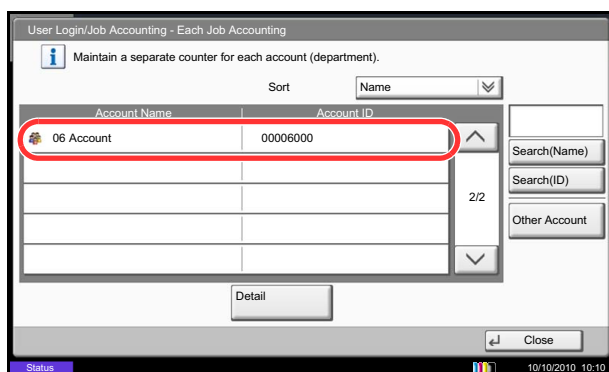 User Login/Job Accounting - Each Job Accounting
i Maintain a separate counter for each account (department).
Sort Name
Account Name Account ID
06 Account 00006000
Search(Name)
Search(ID)
2/2
Other Account
Detail
Close
Status 10/10/2010 10:10